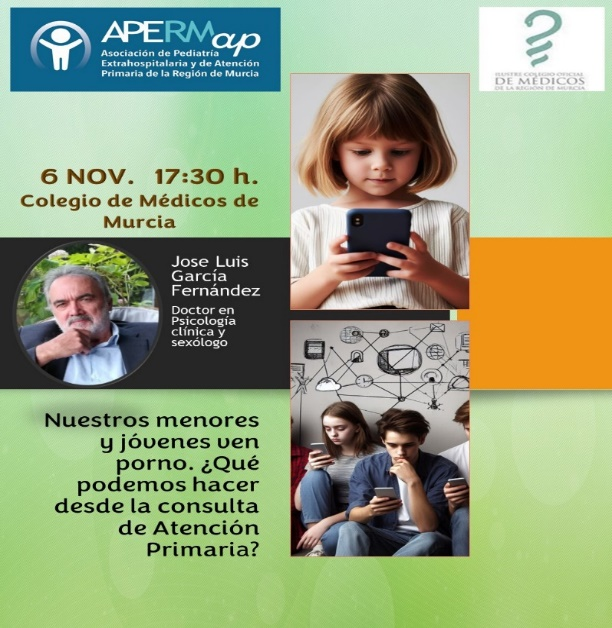 APERMap
Asociación de Pediatría
Extrahospitalaria y de Atención
Primaria de la Región de Murcia
ILUSTRE COLEGIO OFICIAL
DE MÉDICOS
DE LA REGIÓN DE MURCIA
6 NOV. 17:30 h.
Colegio de Médicos de
Murcia
Jose Luis
García
Fernández
Doctor en
Psicología
clínica y
sexólogo
Nuestros menores
y jóvenes ven
porno. ¿Qué
podemos hacer
desde la consulta
de Atención
Primaria?